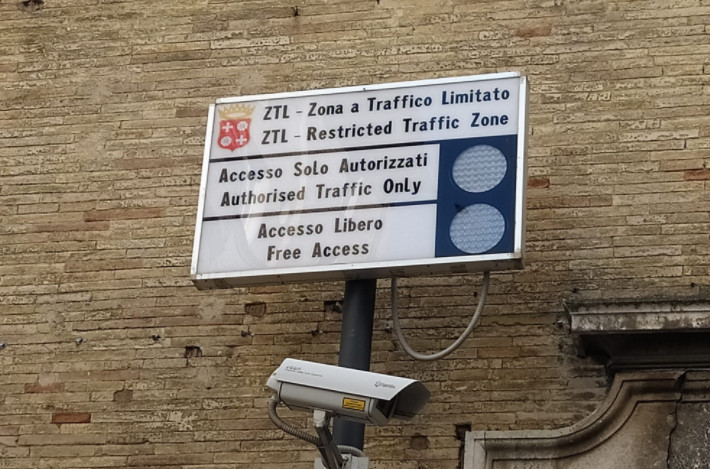 ZTL - Zona a Traffico Limitato
ZTL - Restricted Traffic Zone
Accesso Solo Autorizzati
Authorised Traffic Only
Accesso Libero
Free Access